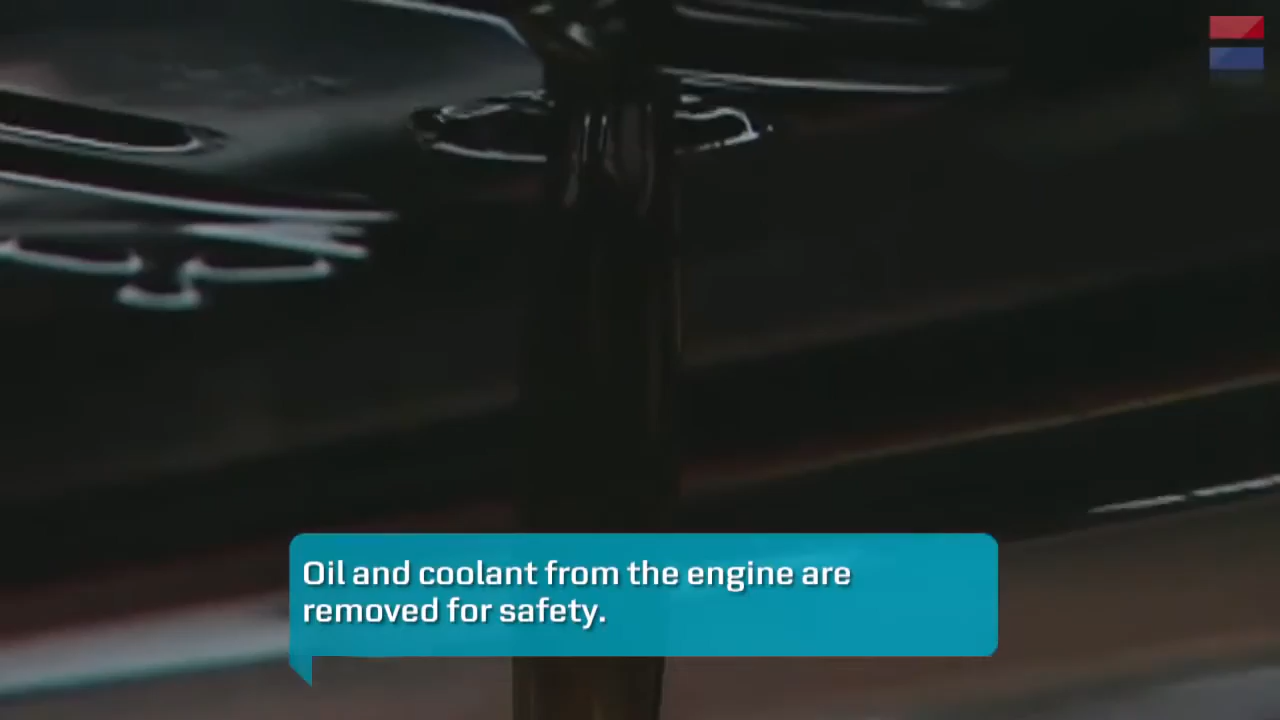 Oil and coolant from the engine are
removed for safety.